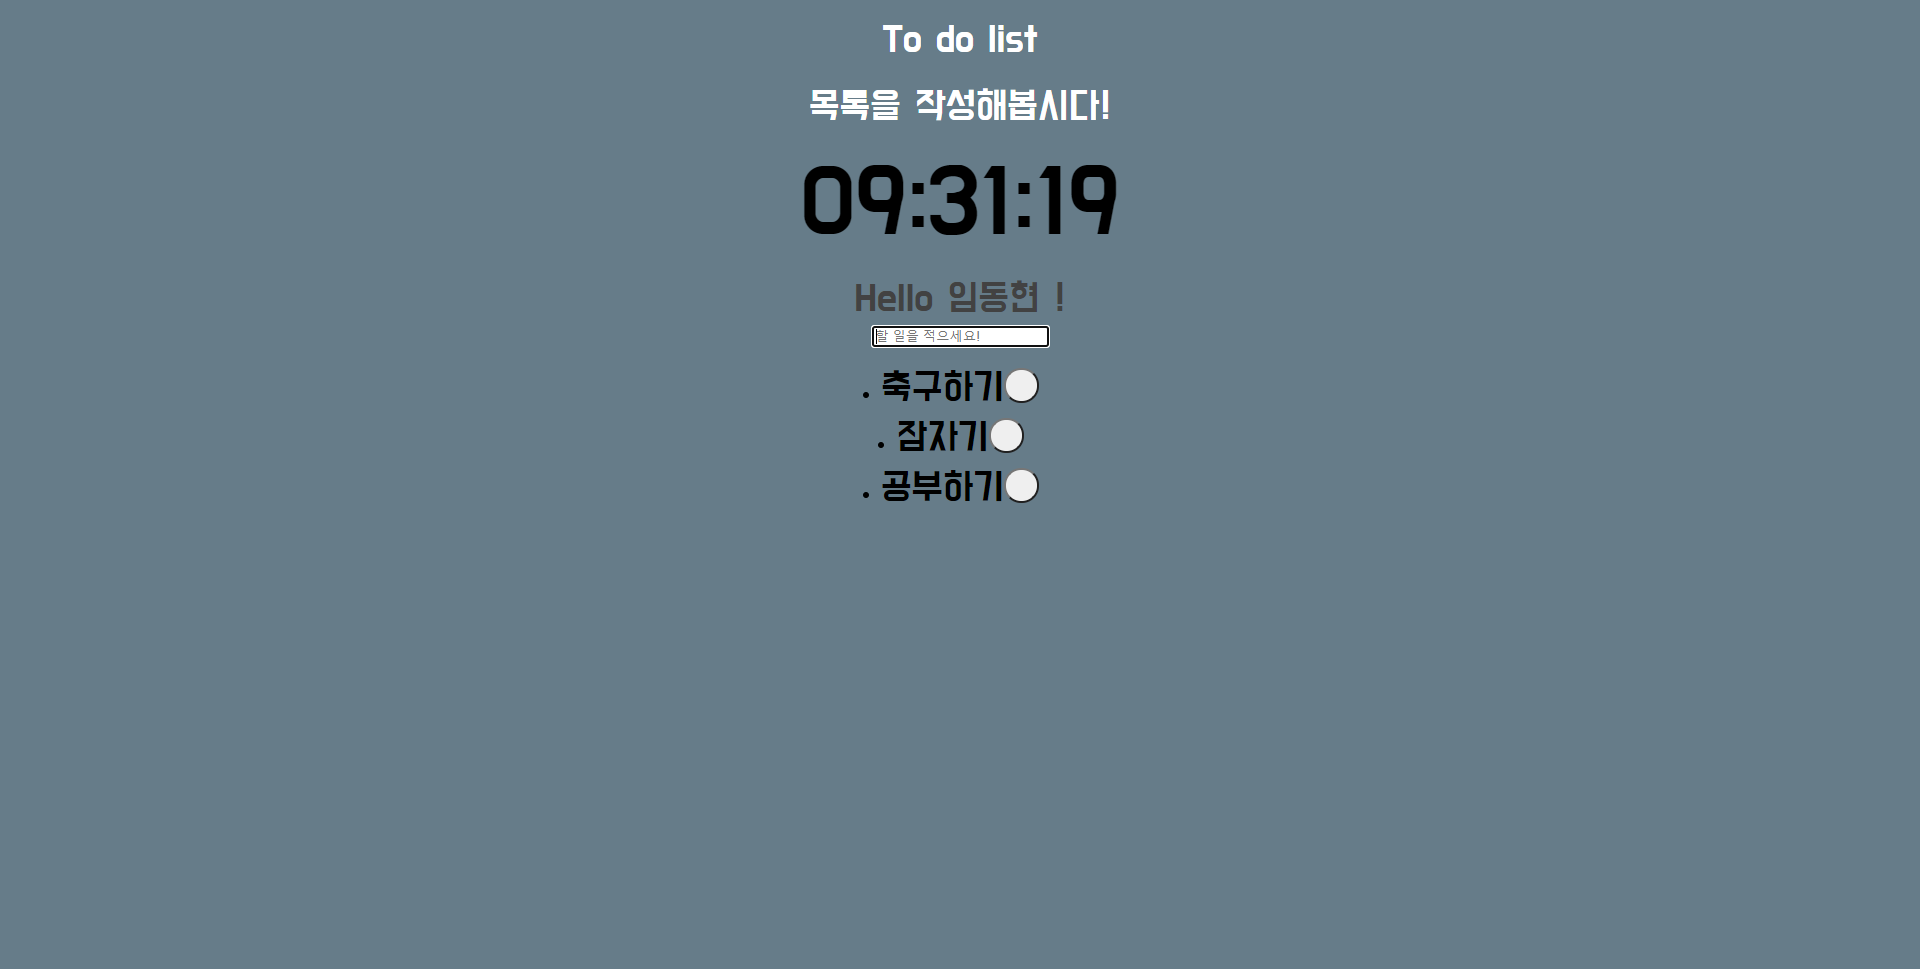 To do list
목록을 작성해봅시다!
09:31:19
Hello 임동현 !
할 일을 적으세요!
축구하기
잠자기
공부하기